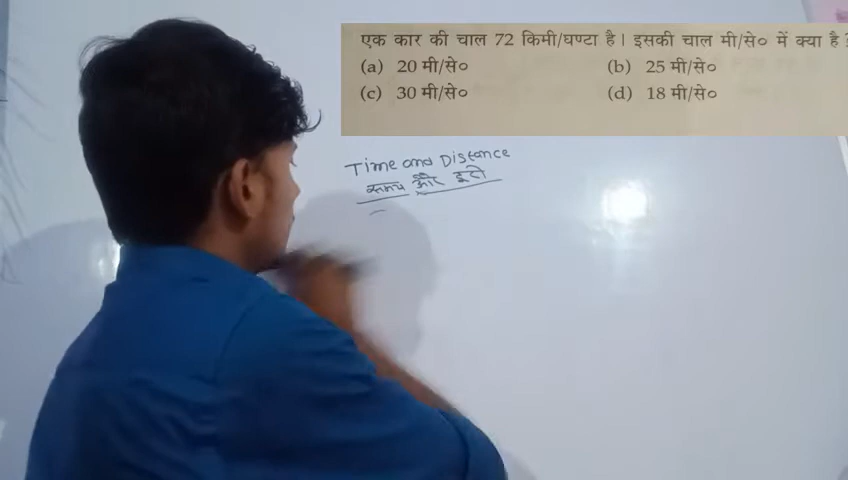 एक कार की चाल 72 किमी/घण्टा है। इसकी चाल मी/से० में क्या है ?
(a) 20 मी/से० (b) 25 मी/से०
(c) 30 मी/से० (d) 18 मी/से०
Time and Distance
समय और दूरी